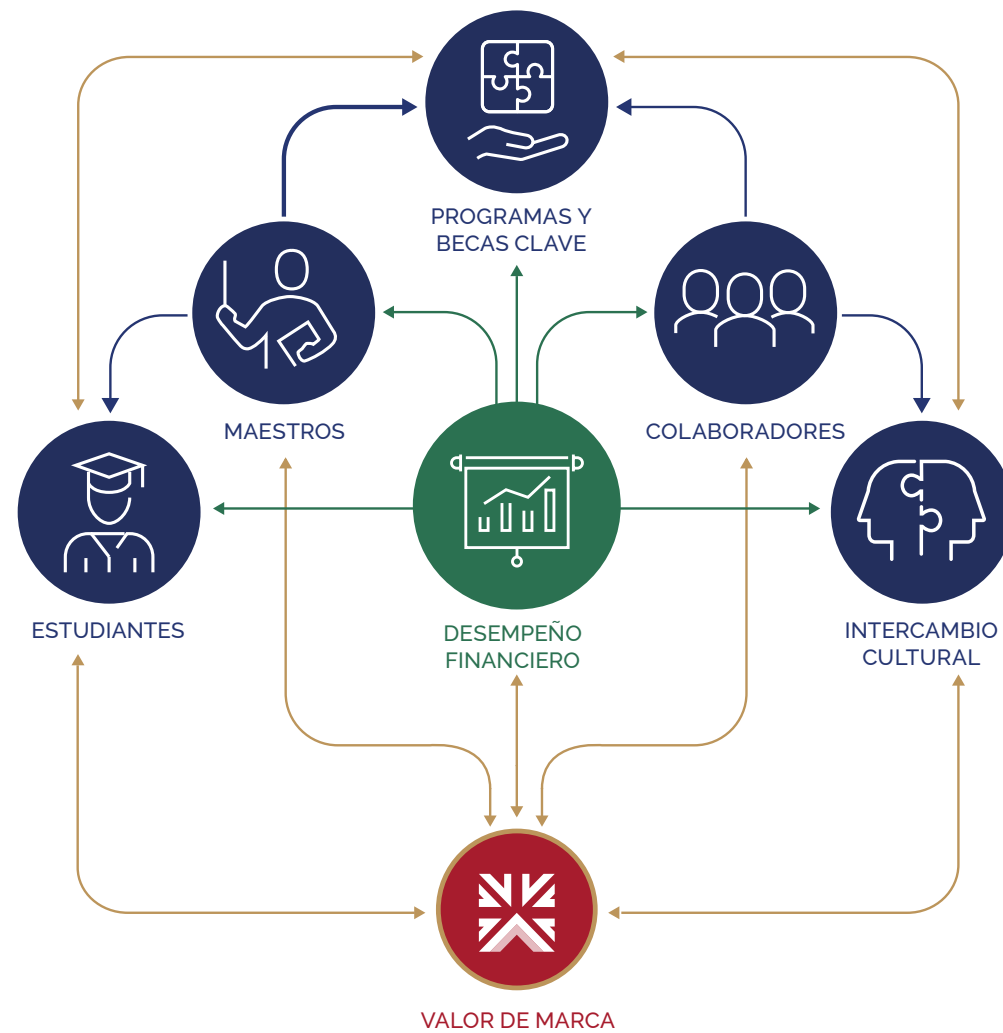 PROGRAMAS Y
BECAS CLAVE
MAESTROS
COLABORADORES
ESTUDIANTES
DESEMPEÑO
FINANCIERO
INTERCAMBIO
CULTURAL
VALOR DE MARCA